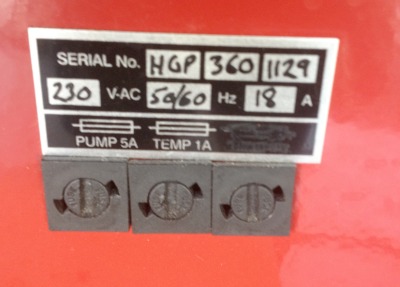 SERIAL No. HGP 360 1129
230 V-AC 50/60 Hz 18 A
PUMP 5A TEMP 1A